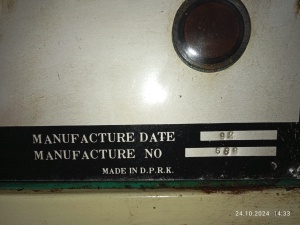 MANUFACTURE DATE
MANUFACTURE NO
MADE IN D.P.R.K.
24.10.2024 14:33